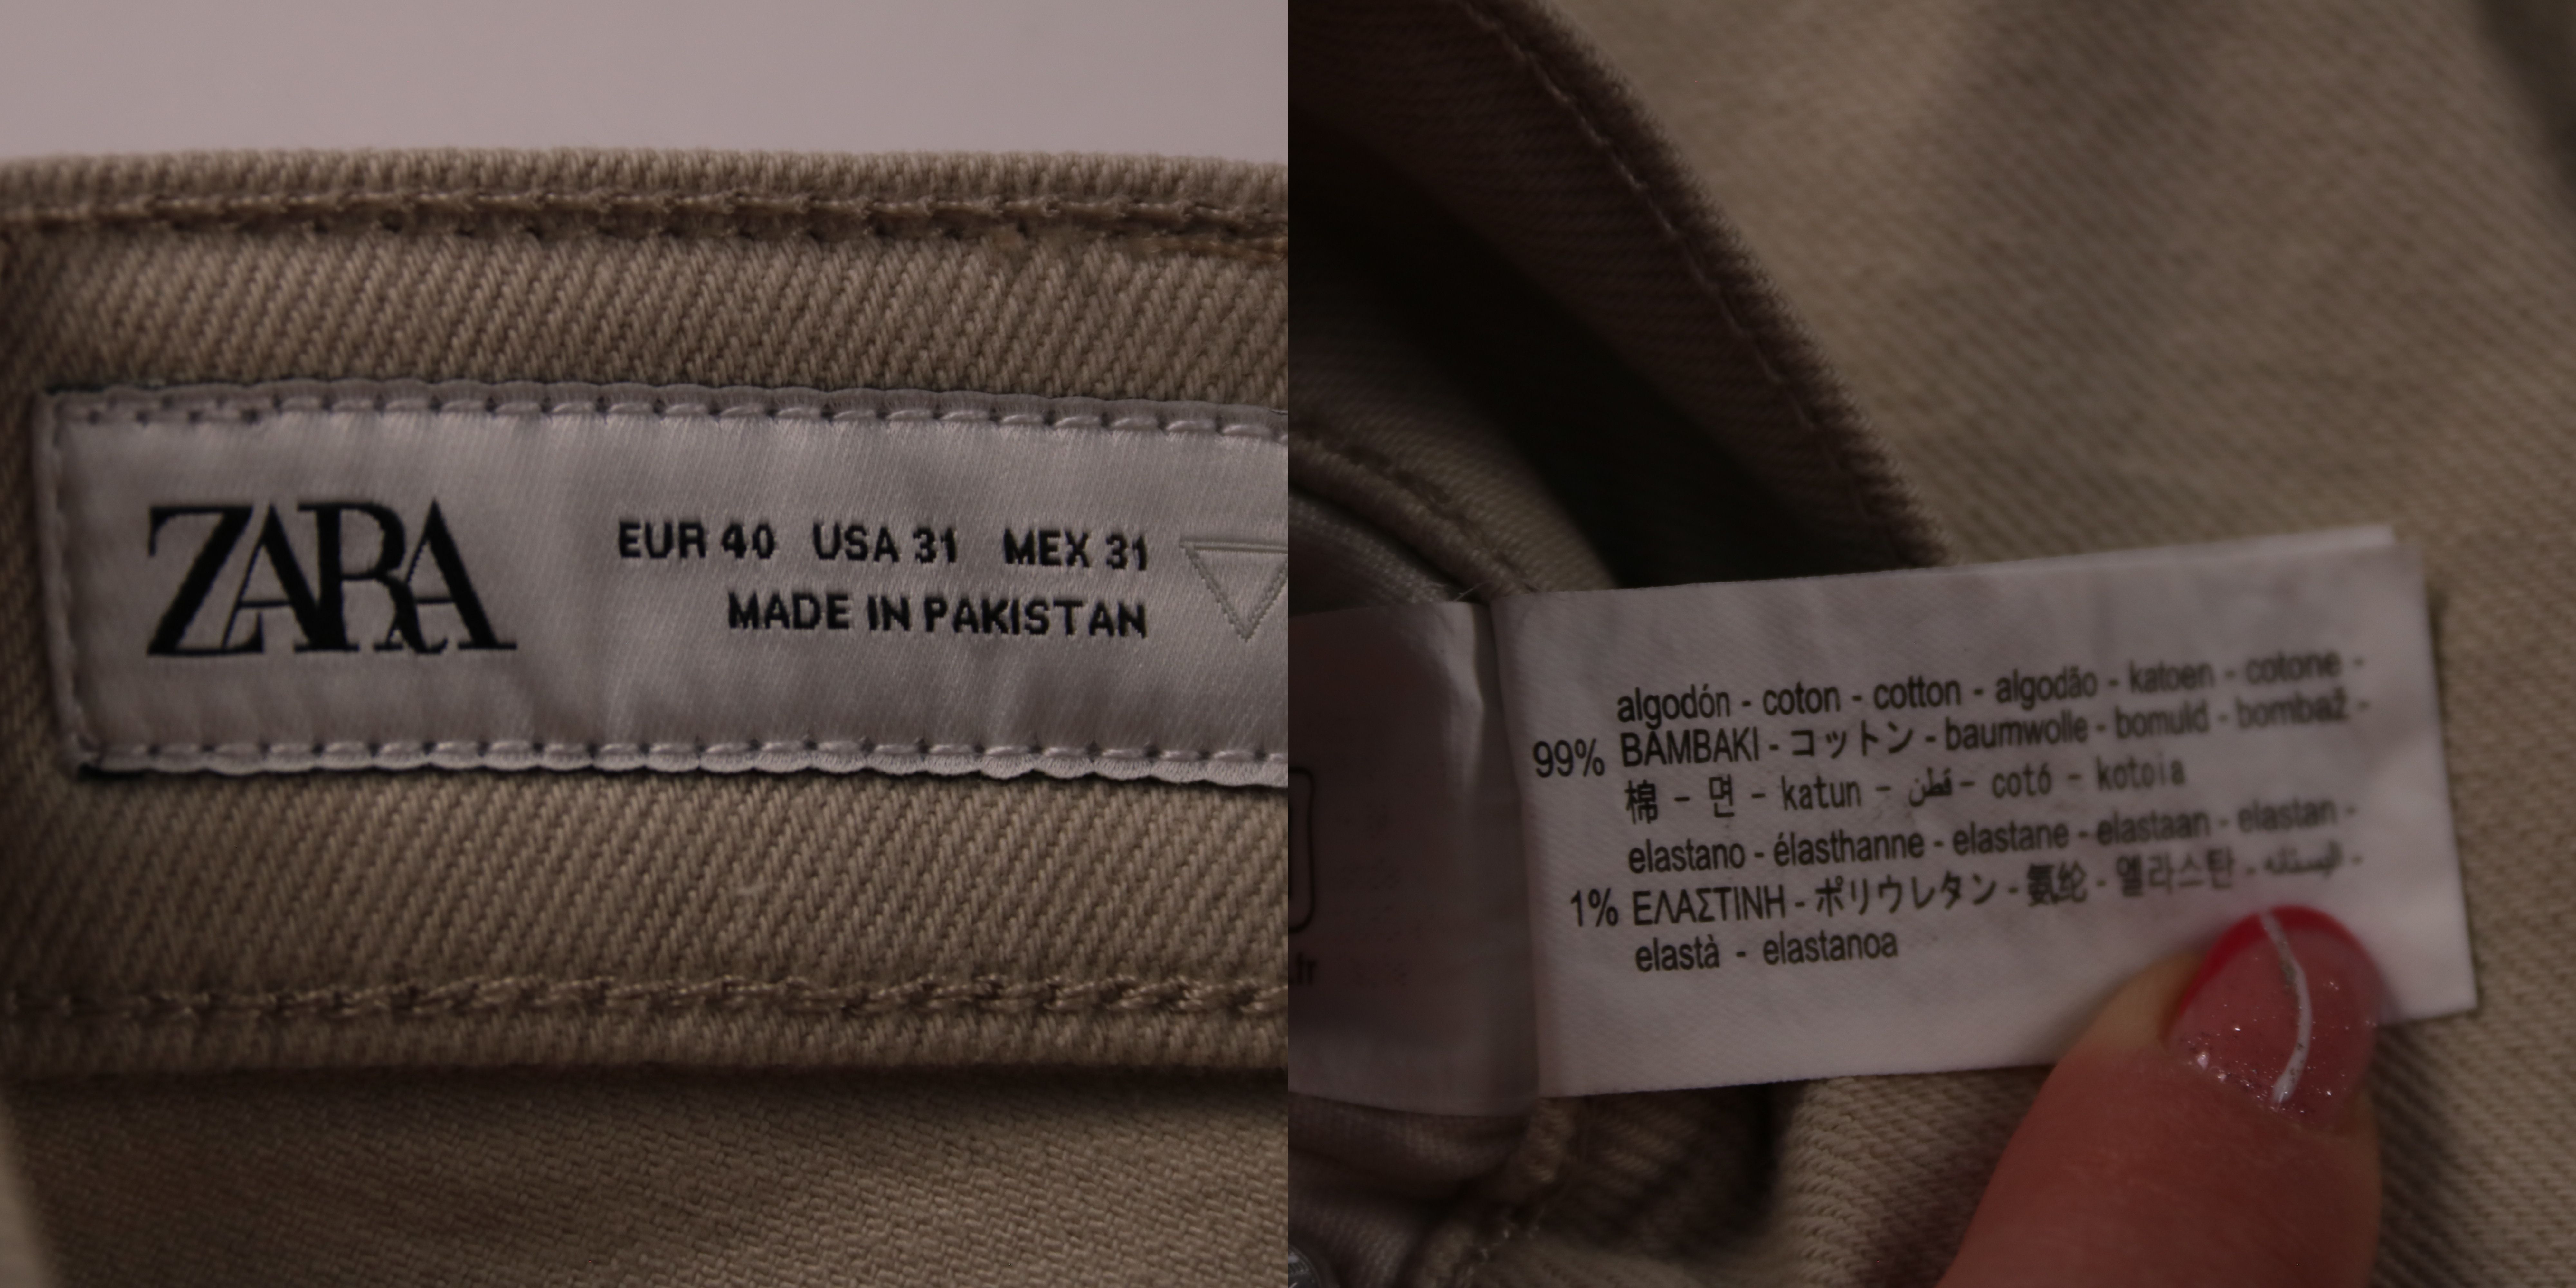 ZARA
EUR 40 USA 31 MEX 31
MADE IN PAKISTAN
algodón - coton - cotton - algodão - katoen - cotone -
99% BAMBAKI - コットン - baumwolle - bomuld - bombaž -
棉 - 면 - katun - قطن - cotó - kotoia
elastano - élasthanne - elastane - elastaan - elastan -
1% ΕΛΑΣΤΙΝΗ - ポリウレタン - 氨纶 - 엘라스탄 -
elastà - elastanoa